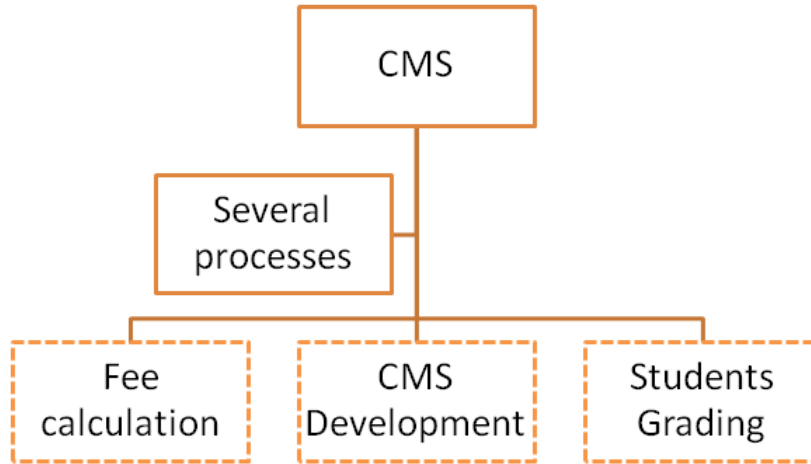 CMS
Several
processes
Fee
calculation
CMS
Development
Students
Grading